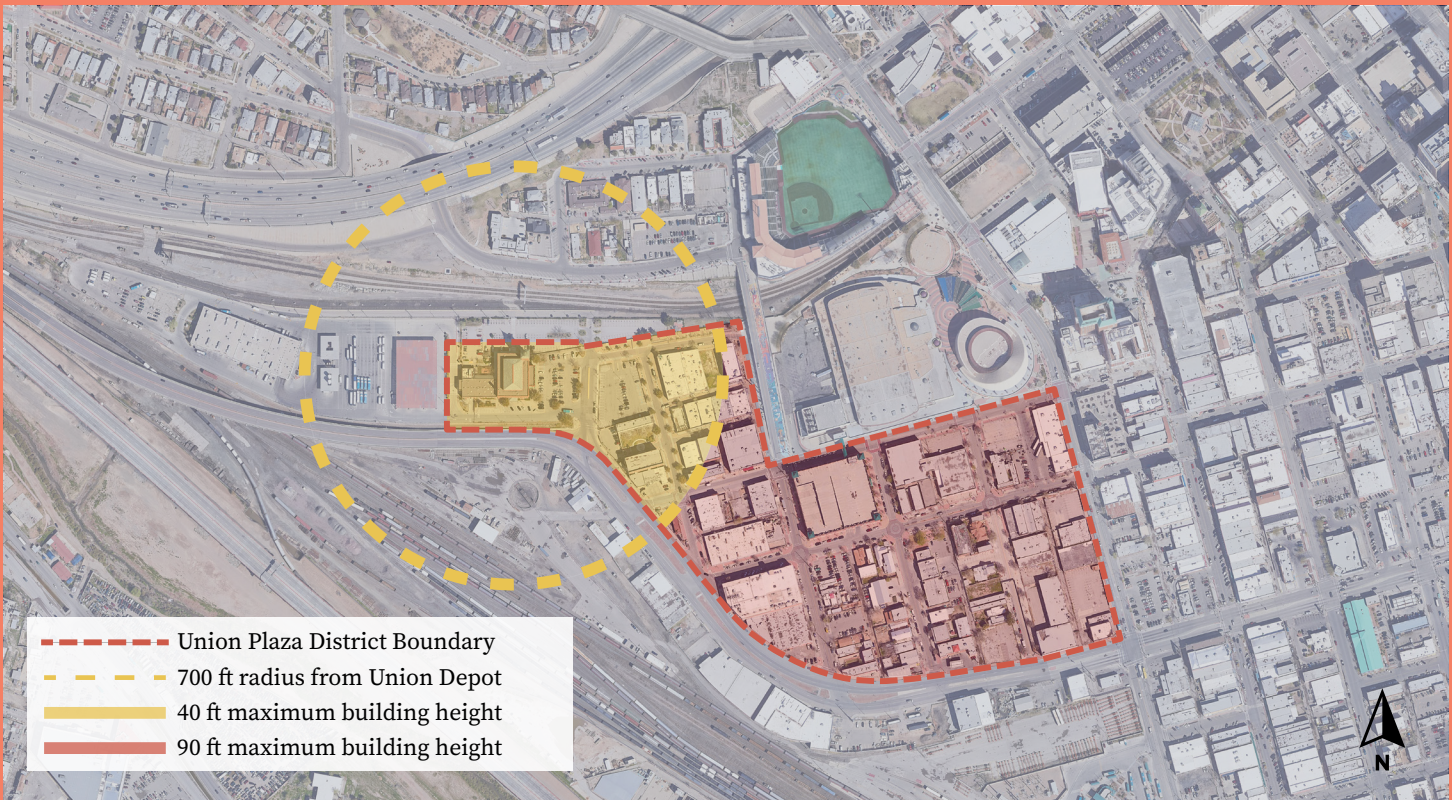 Union Plaza District Boundary
700 ft radius from Union Depot
40 ft maximum building height
90 ft maximum building height
N